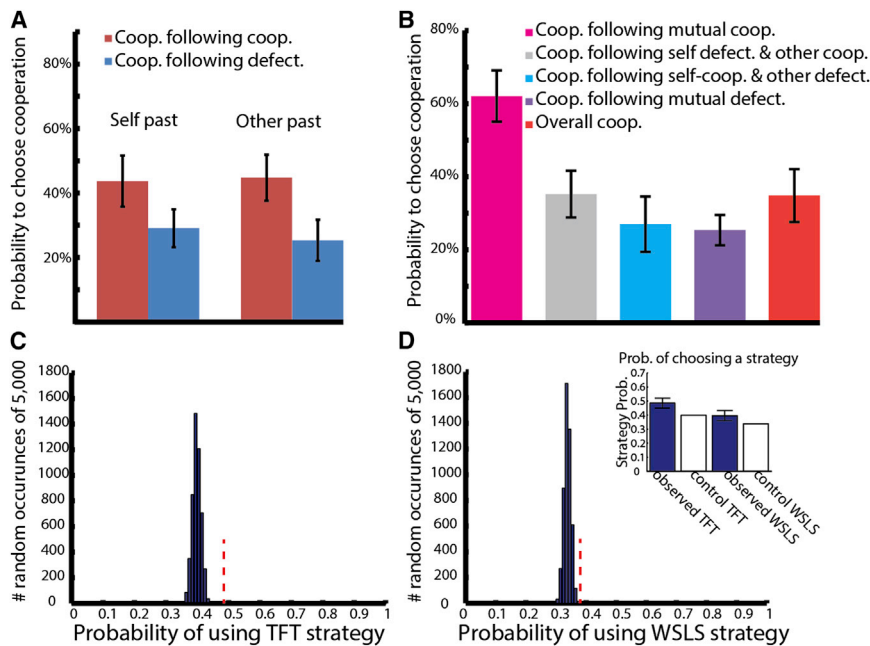 A
Probability to choose cooperation
80%
60%
40%
20%
Coop. following coop.
Coop. following defect.
Self past
Other past
B
Probability to choose cooperation
80%
60%
40%
20%
0%
Coop. following mutual coop.
Coop. following self defect. & other coop.
Coop. following self-coop. & other defect.
Coop. following mutual defect.
Overall coop.
C
# random occurunces of 5,000
1800
1600
1400
1200
1000
800
600
400
200
0
0 0.1 0.2 0.3 0.4 0.5 0.6 0.7 0.8 0.9 1
Probability of using TFT strategy
D
# random occurunces of 5,000
1800
1600
1400
1200
1000
800
600
400
200
0
0 0.1 0.2 0.3 0.4 0.5 0.6 0.7 0.8 0.9 1
Probability of using WSLS strategy
Prob. of choosing a strategy
Strategy Prob.
0.7
0.6
0.5
0.4
0.3
0.2
0.1
0
observed TFT
control TFT
observed WSLS
control WSLS